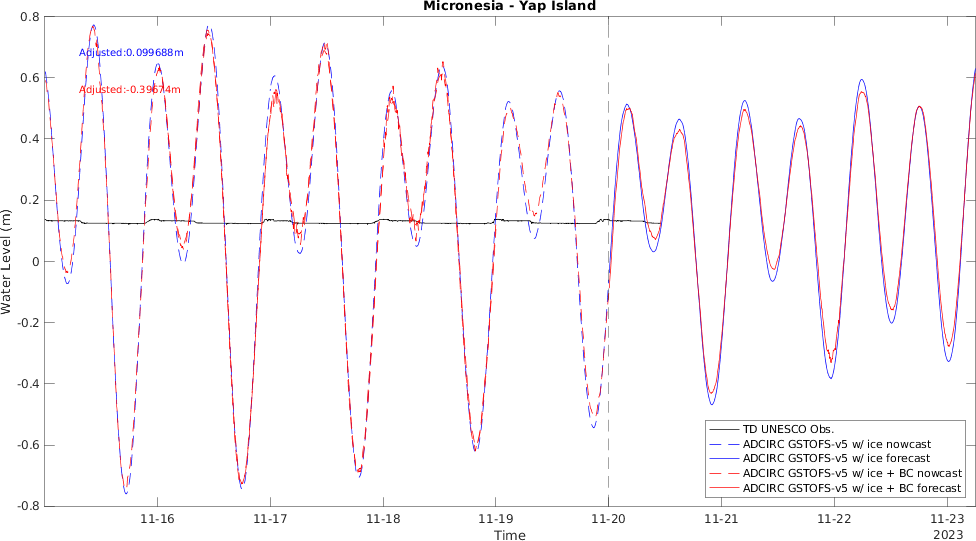 Micronesia - Yap Island
0.8
0.6
0.4
0.2
0
-0.2
-0.4
-0.6
-0.8
Water Level (m)
Adjusted:0.099688m
Adjusted:-0.39674m
TD UNESCO Obs.
ADCIRC GSTOFS-v5 w/ ice nowcast
ADCIRC GSTOFS-v5 w/ ice forecast
ADCIRC GSTOFS-v5 w/ ice + BC nowcast
ADCIRC GSTOFS-v5 w/ ice + BC forecast
11-16 11-17 11-18 11-19 11-20 11-21 11-22 11-23
Time 2023